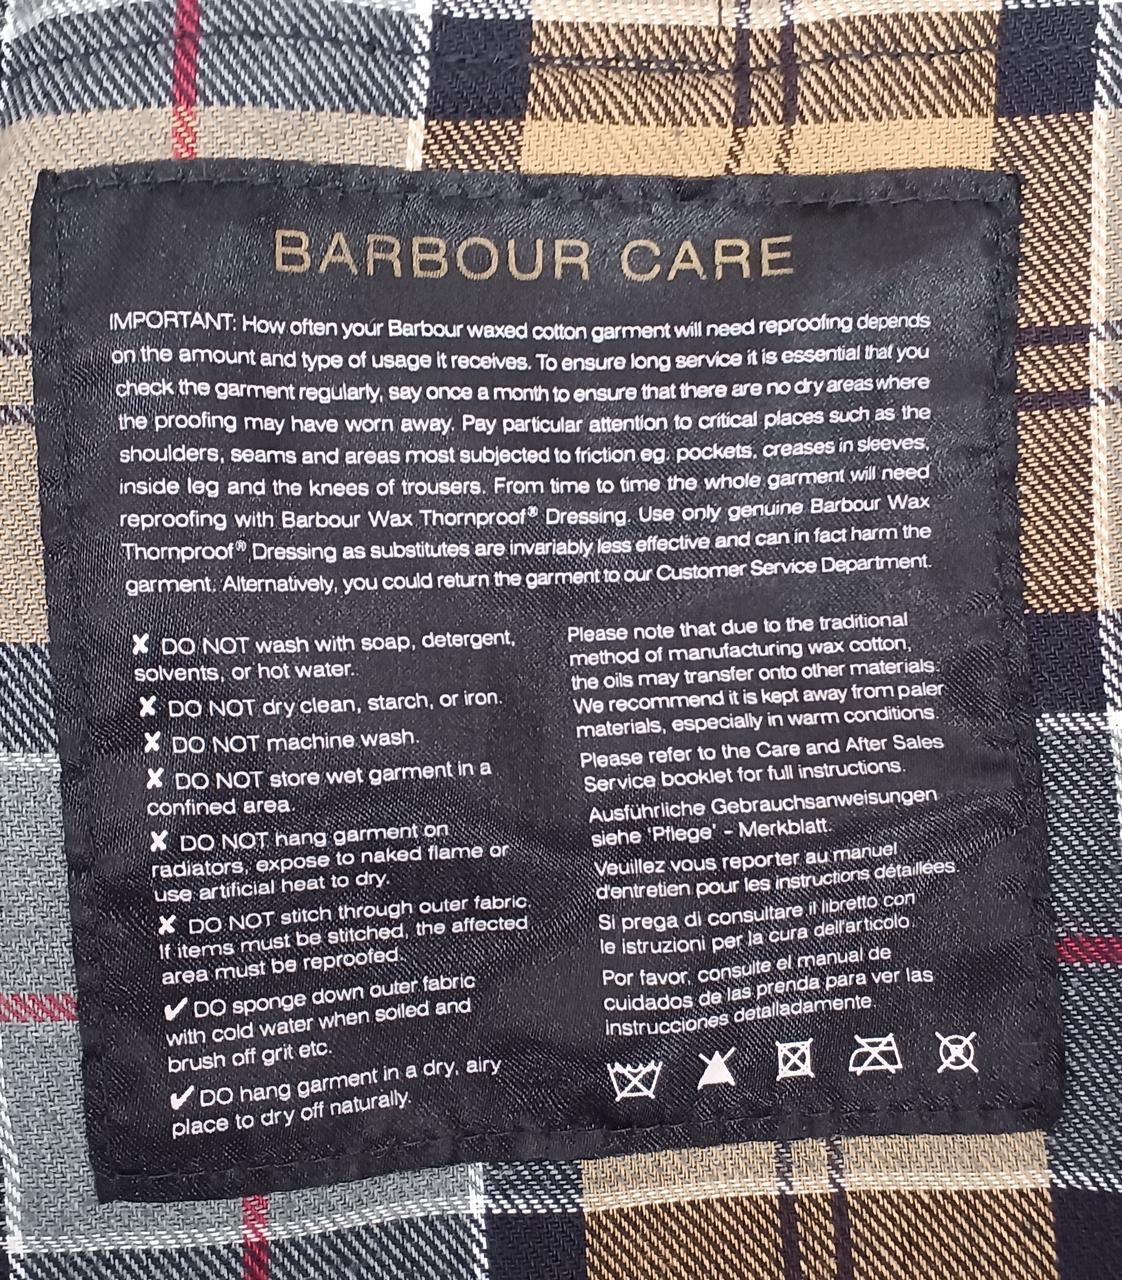 BARBOUR CARE
IMPORTANT: How often your Barbour waxed cotton garment will need reproofing depends
on the amount and type of usage it receives. To ensure long service it is essential that you
check the garment regularly, say once a month to ensure that there are no dry areas where
the proofing may have worn away. Pay particular attention to critical places such as the
shoulders, seams and areas most subjected to friction eg. pockets, creases in sleeves,
inside leg and the knees of trousers. From time to time the whole garment will need
reproofing with Barbour Wax Thornproof® Dressing. Use only genuine Barbour Wax
Thornproof® Dressing as substitutes are invariably less effective and can in fact harm the
garment. Alternatively, you could return the garment to our Customer Service Department.
✘ DO NOT wash with soap, detergent,
solvents, or hot water.
✘ DO NOT dry clean, starch, or iron.
✘ DO NOT machine wash.
✘ DO NOT store wet garment in a
confined area.
✘ DO NOT hang garment on
radiators, expose to naked flame or
use artificial heat to dry.
✘ DO NOT stitch through outer fabric.
If items must be stitched, the affected
area must be reproofed.
✔ DO sponge down outer fabric
with cold water when soiled and
brush off grit etc.
✔ DO hang garment in a dry, airy
place to dry off naturally.
Please note that due to the traditional
method of manufacturing wax cotton,
the oils may transfer onto other materials.
We recommend it is kept away from paler
materials, especially in warm conditions.
Please refer to the Care and After Sales
Service booklet for full instructions.
Ausführliche Gebrauchsanweisungen
siehe 'Pflege' - Merkblatt.
Veuillez vous reporter au manuel
d'entretien pour les instructions détaillées.
Si prega di consultare il libretto con
le istruzioni per la cura dell'articolo.
Por favor, consulte el manual de
cuidados de las prenda para ver las
instrucciones detalladamente.